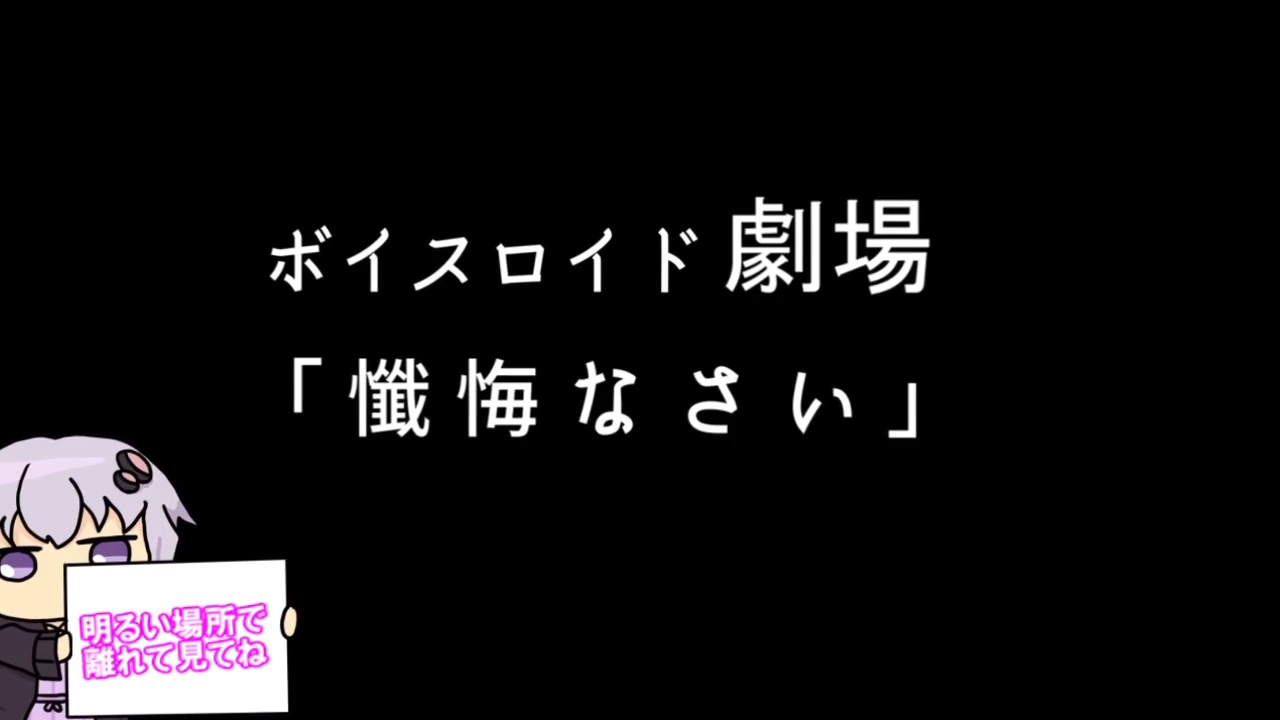 ボイスロイド劇場
「懺悔なさい」
明るい場所で
離れて見てね